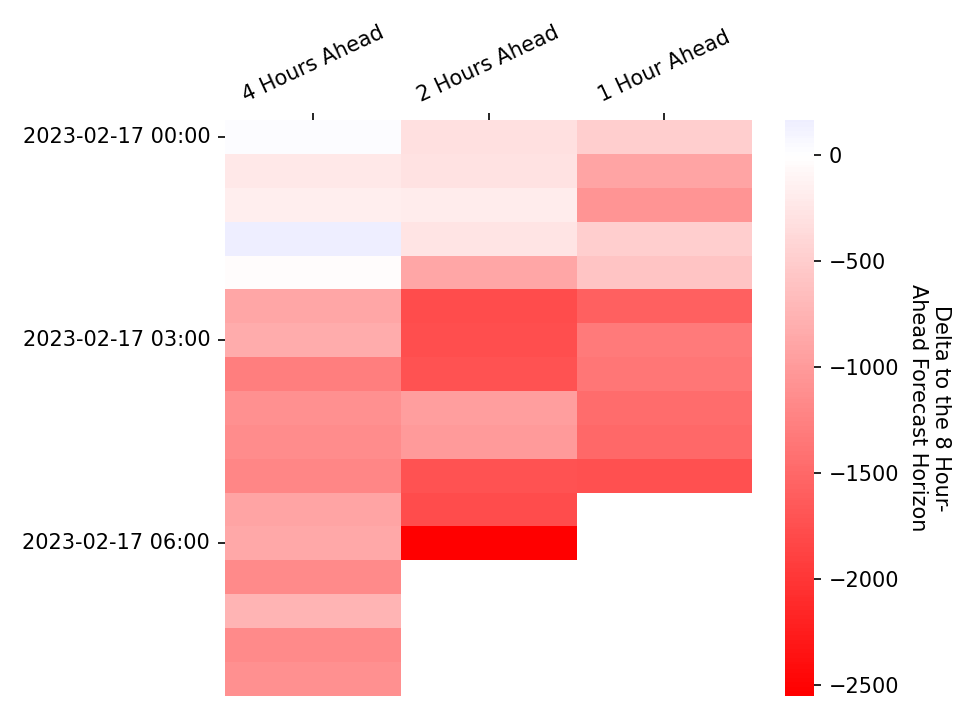 4 Hours Ahead
2 Hours Ahead
1 Hour Ahead
2023-02-17 00:00
2023-02-17 03:00
2023-02-17 06:00
0
−500
−1000
−1500
−2000
−2500
Delta to the 8 Hour-
Ahead Forecast Horizon